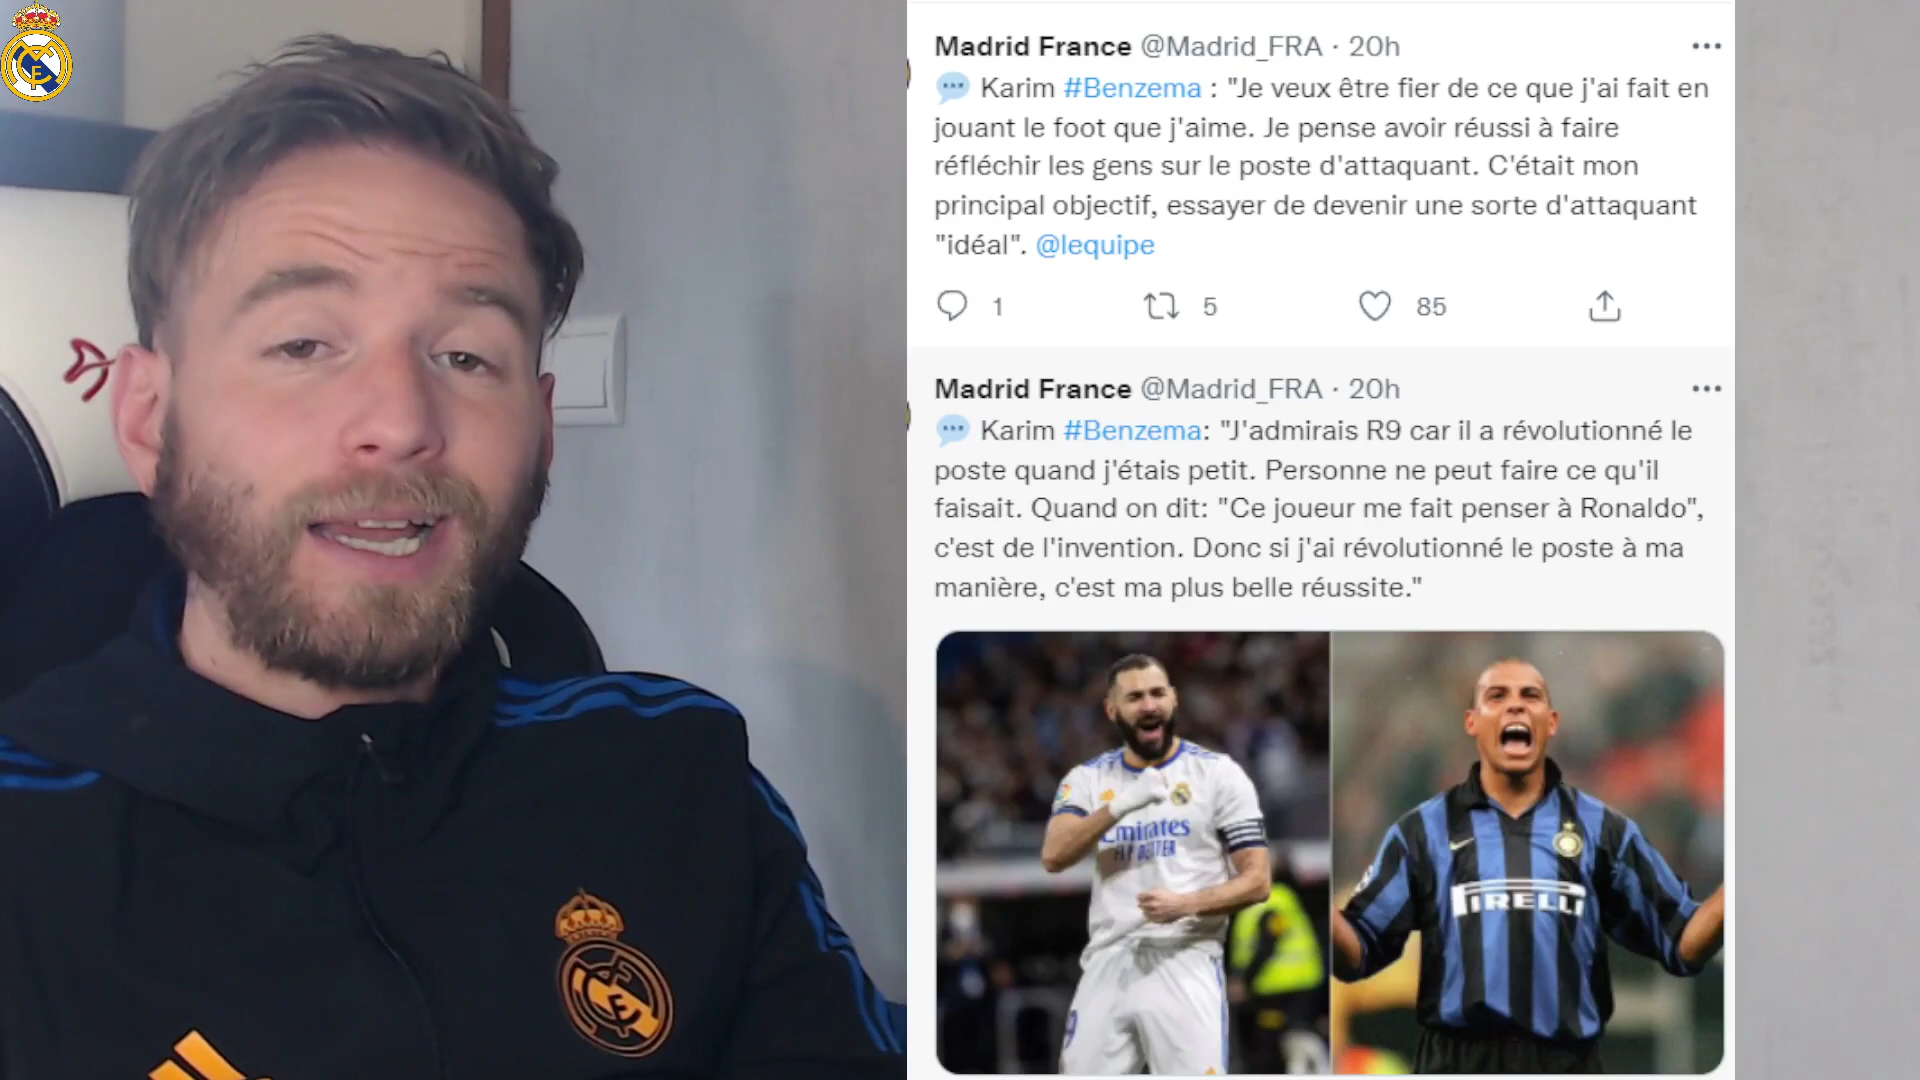 Madrid France @Madrid_FRA · 20h
Karim #Benzema : "Je veux être fier de ce que j'ai fait en
jouant le foot que j'aime. Je pense avoir réussi à faire
réfléchir les gens sur le poste d'attaquant. C'était mon
principal objectif, essayer de devenir une sorte d'attaquant
"idéal". @lequipe
1 5 85
Madrid France @Madrid_FRA · 20h
Karim #Benzema: "J'admirais R9 car il a révolutionné le
poste quand j'étais petit. Personne ne peut faire ce qu'il
faisait. Quand on dit: "Ce joueur me fait penser à Ronaldo",
c'est de l'invention. Donc si j'ai révolutionné le poste à ma
manière, c'est ma plus belle réussite."
Emirates
FLY BETTER
PIRELLI